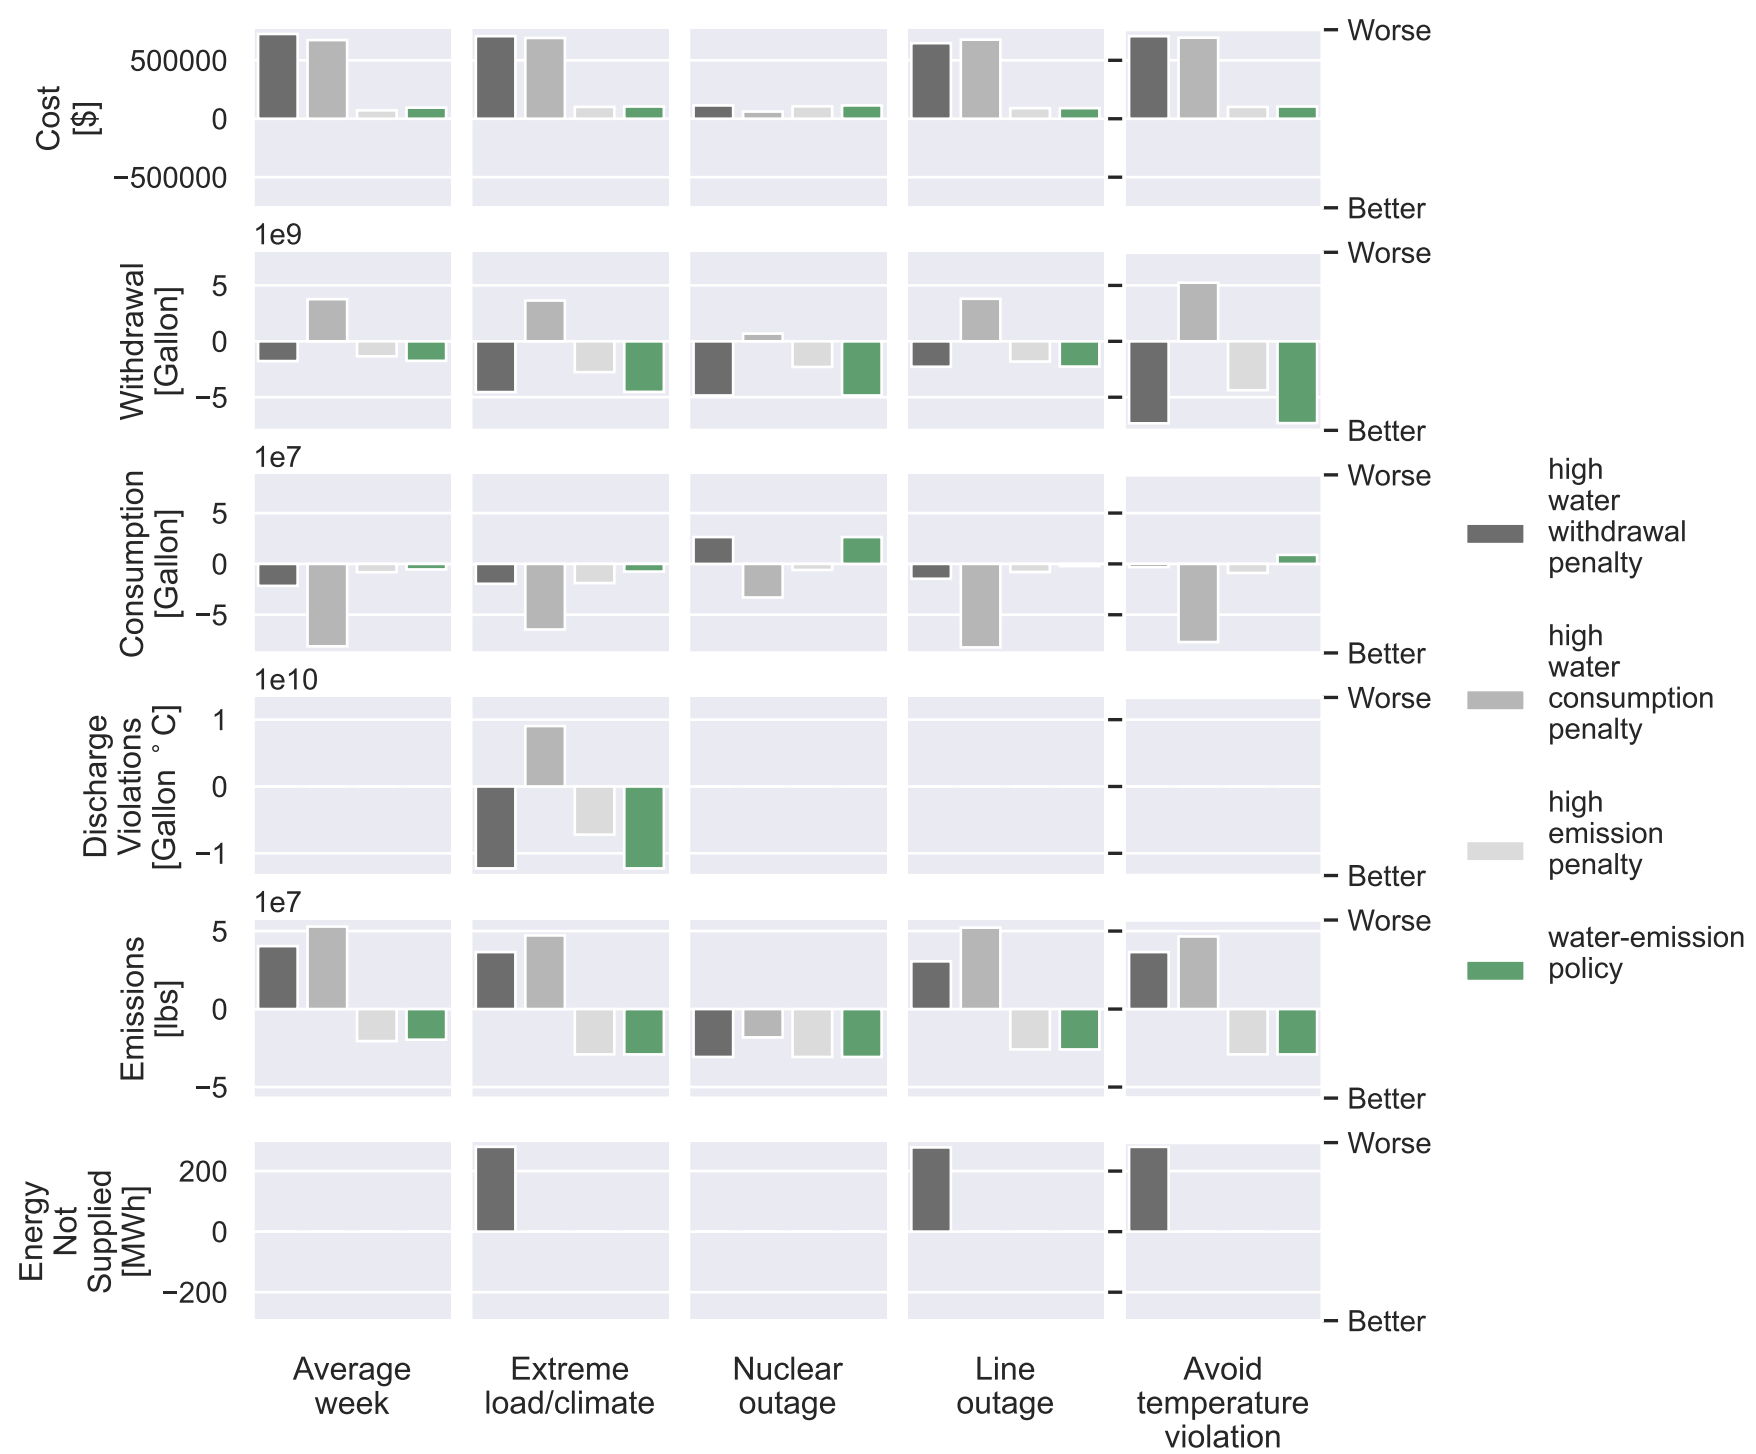 Cost
[$]
500000
0
−500000
Worse
Better
1e9
Withdrawal
[Gallon]
5
0
−5
Worse
Better
1e7
Consumption
[Gallon]
5
0
−5
Worse
Better
1e10
Discharge
Violations
[Gallon °C]
1
0
−1
Worse
Better
1e7
Emissions
[lbs]
5
0
−5
Worse
Better
Energy
Not
Supplied
[MWh]
200
0
−200
Worse
Better
Average
week
Extreme
load/climate
Nuclear
outage
Line
outage
Avoid
temperature
violation
high
water
withdrawal
penalty
high
water
consumption
penalty
high
emission
penalty
water-emission
policy